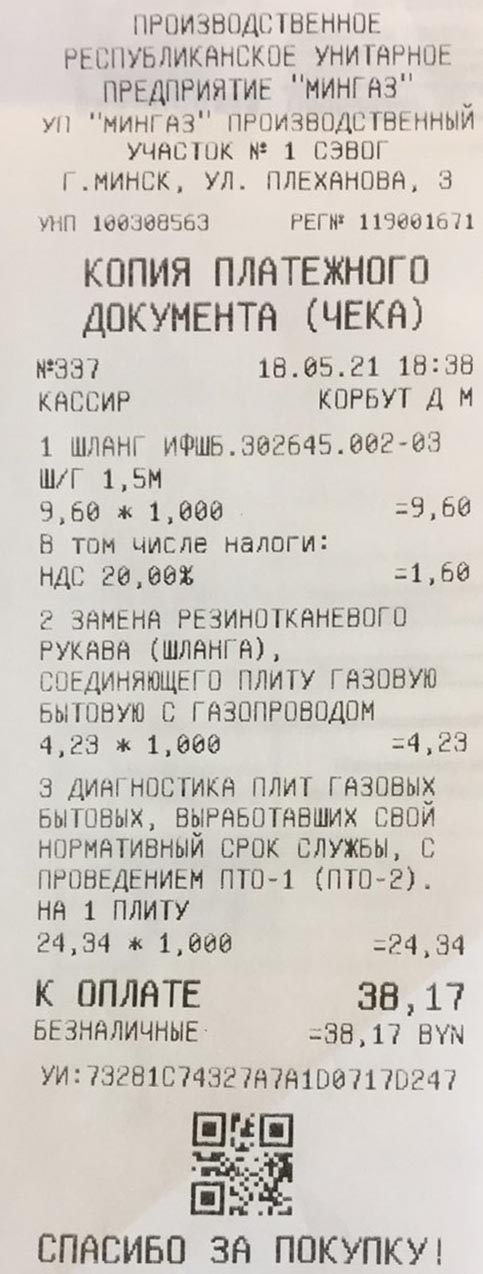 ПРОИЗВОДСТВЕННОЕ
РЕСПУБЛИКАНСКОЕ УНИТАРНОЕ
ПРЕДПРИЯТИЕ "МИНГАЗ"
УП "МИНГАЗ" ПРОИЗВОДСТВЕННЫЙ
УЧАСТОК № 1 СЭВОГ
Г.МИНСК, УЛ. ПЛЕХАНОВА, 3
УНП 100308563 РЕГ№ 119001671
КОПИЯ ПЛАТЕЖНОГО
ДОКУМЕНТА (ЧЕКА)
№337 18.05.21 18:38
КАССИР КОРБУТ Д М
1 ШЛАНГ ИФШБ.302645.002-03
Ш/Г 1,5М
9,60 * 1,000 =9,60
В том числе налоги:
НДС 20,00% =1,60
2 ЗАМЕНА РЕЗИНОТКАНЕВОГО
РУКАВА (ШЛАНГА),
СОЕДИНЯЮЩЕГО ПЛИТУ ГАЗОВУЮ
БЫТОВУЮ С ГАЗОПРОВОДОМ
4,23 * 1,000 =4,23
3 ДИАГНОСТИКА ПЛИТ ГАЗОВЫХ
БЫТОВЫХ, ВЫРАБОТАВШИХ СВОЙ
НОРМАТИВНЫЙ СРОК СЛУЖБЫ, С
ПРОВЕДЕНИЕМ ПТО-1 (ПТО-2).
НА 1 ПЛИТУ
24,34 * 1,000 =24,34
К ОПЛАТЕ 38,17
БЕЗНАЛИЧНЫЕ =38,17 BYN
УИ:73281C74327A7A1D0717D247
СПАСИБО ЗА ПОКУПКУ!